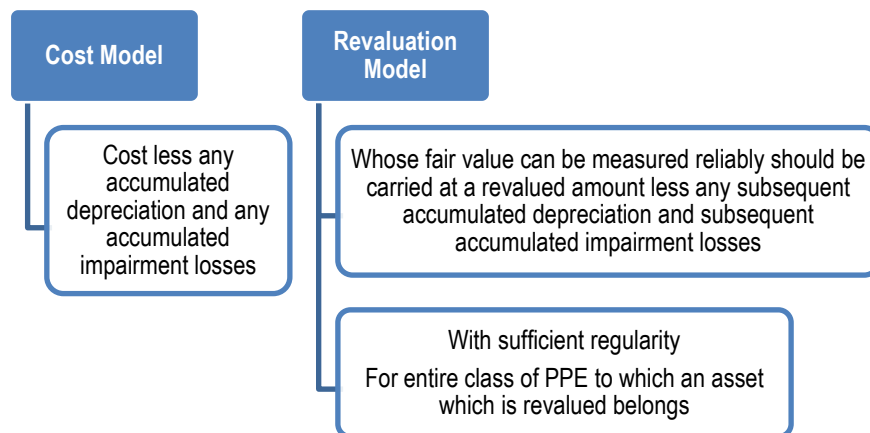 Cost Model
Cost less any
accumulated
depreciation and any
accumulated
impairment losses
Revaluation
Model
Whose fair value can be measured reliably should be
carried at a revalued amount less any subsequent
accumulated depreciation and subsequent
accumulated impairment losses
With sufficient regularity
For entire class of PPE to which an asset
which is revalued belongs